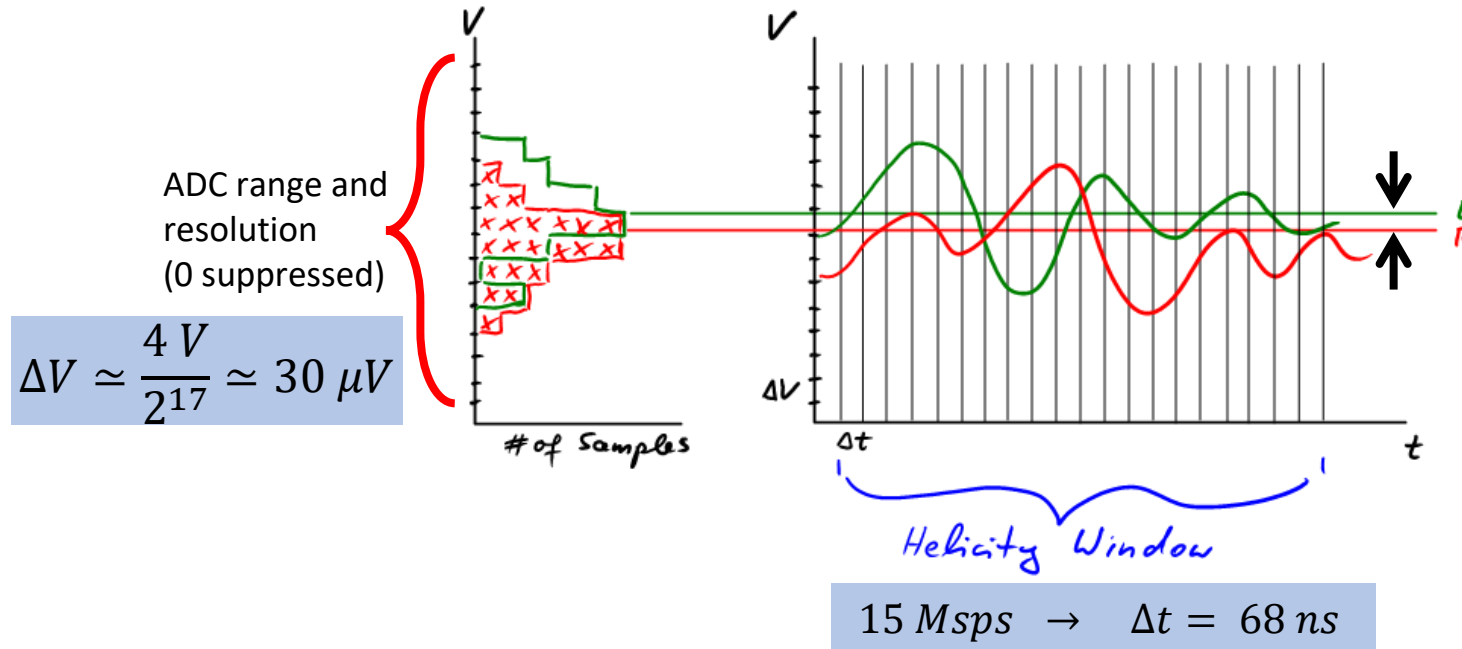 V
V
ADC range and
resolution
(0 suppressed)
ΔV ≃ 4 V / 2^17 ≃ 30 μV
ΔV
# of Samples
Δt
t
Helicity Window
15 Msps → Δt = 68 ns